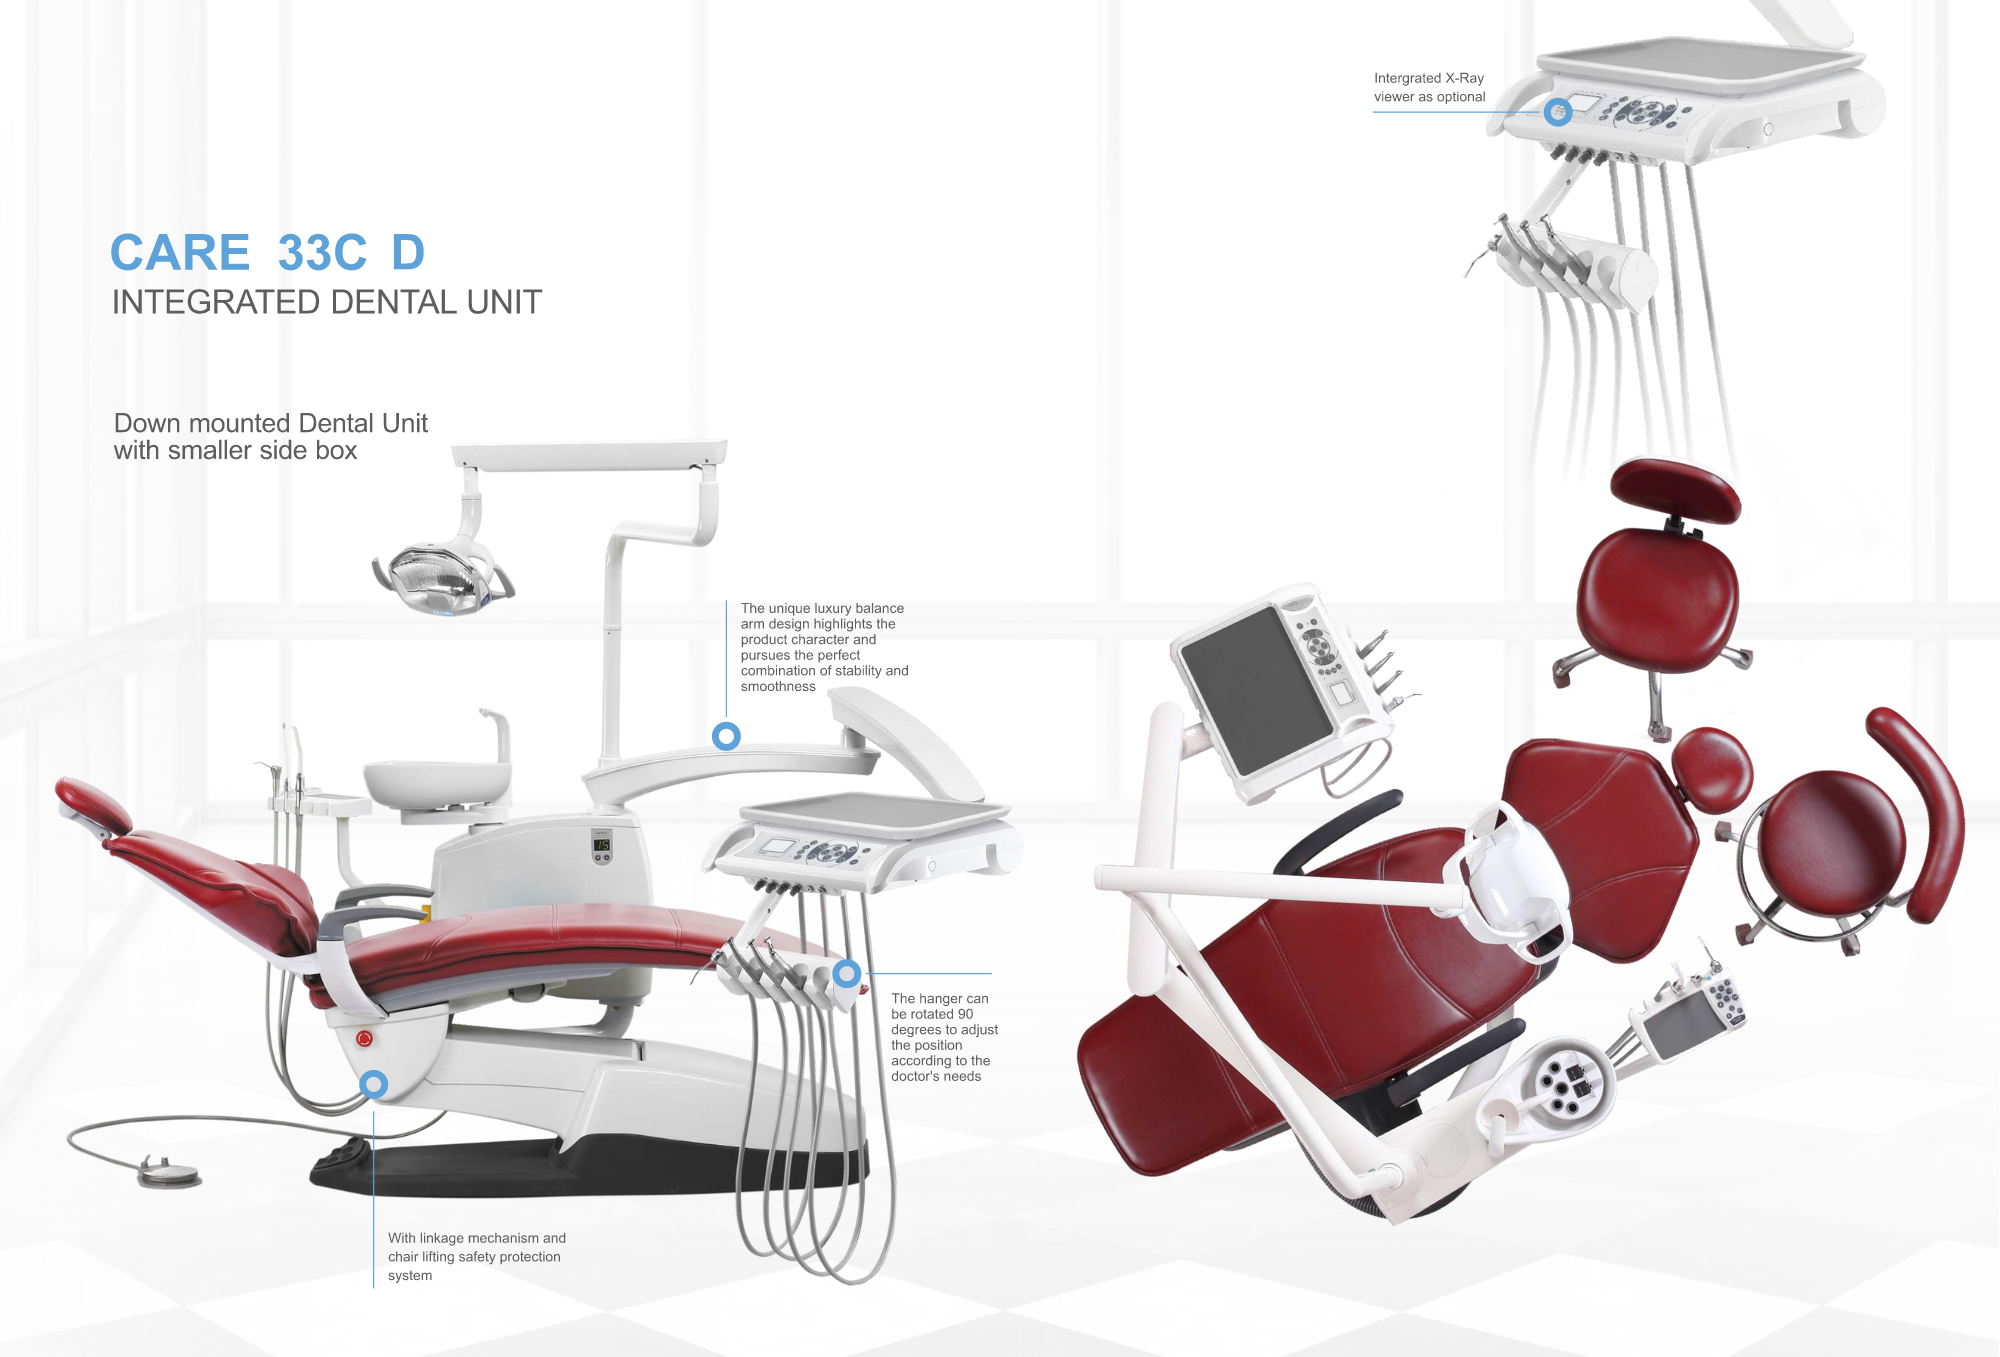 CARE 33C D
INTEGRATED DENTAL UNIT
Down mounted Dental Unit
with smaller side box
Intergrated X-Ray
viewer as optional
The unique luxury balance
arm design highlights the
product character and
pursues the perfect
combination of stability and
smoothness
15
The hanger can
be rotated 90
degrees to adjust
the position
according to the
doctor's needs
With linkage mechanism and
chair lifting safety protection
system